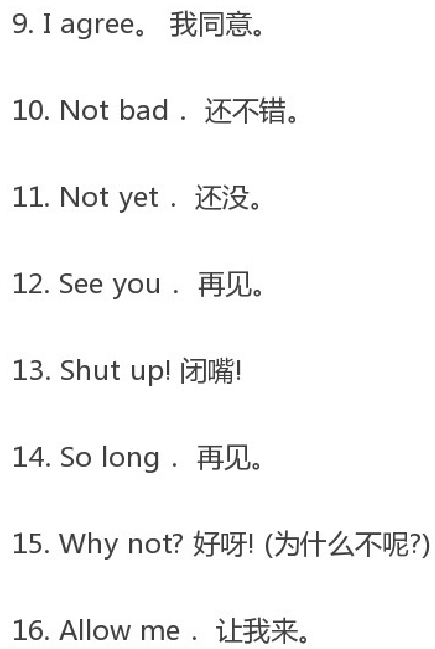 9. I agree。 我同意。
10. Not bad． 还不错。
11. Not yet． 还没。
12. See you． 再见。
13. Shut up! 闭嘴!
14. So long． 再见。
15. Why not? 好呀! (为什么不呢?)
16. Allow me． 让我来。